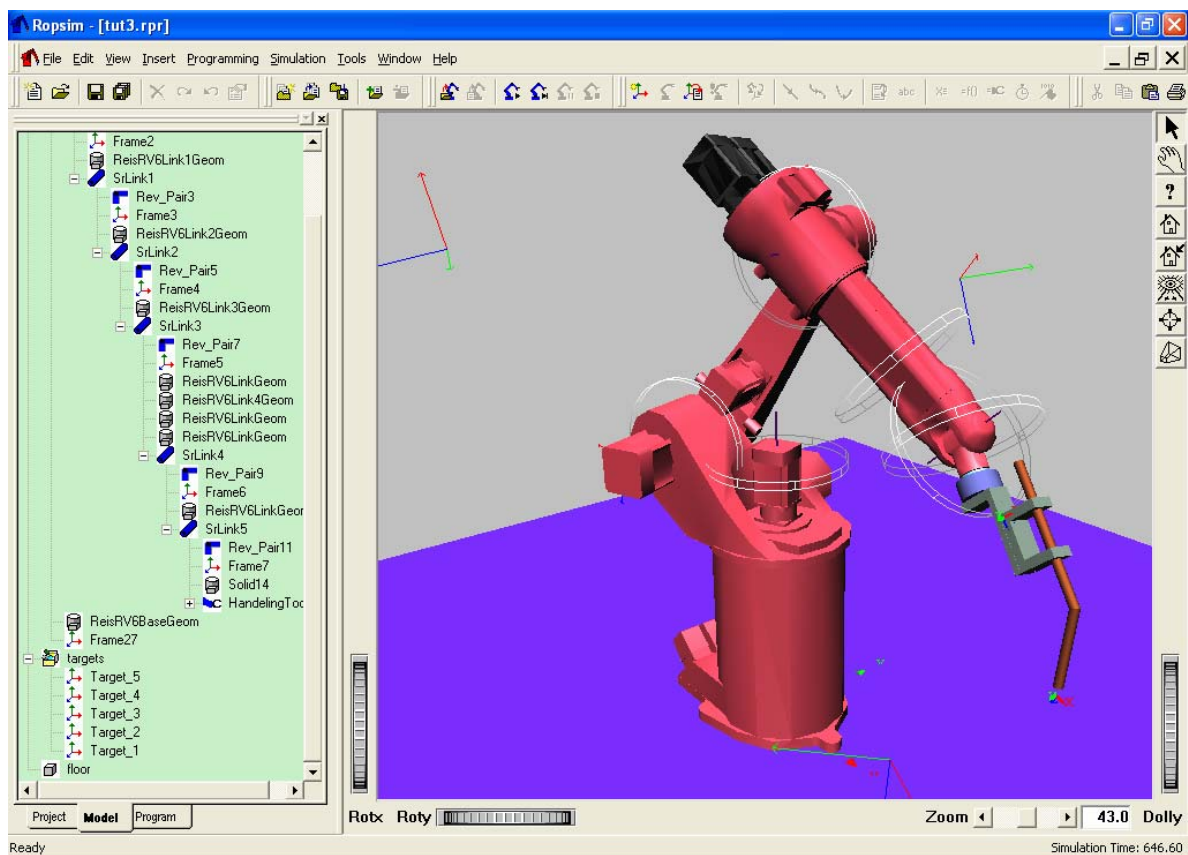 Ropsim - [tut3.rpr]
File Edit View Insert Programming Simulation Tools Window Help
abc
Frame2
ReisRV6Link1Geom
SrLink1
Rev_Pair3
Frame3
ReisRV6Link2Geom
SrLink2
Rev_Pair5
Frame4
ReisRV6Link3Geom
SrLink3
Rev_Pair7
Frame5
ReisRV6LinkGeom
ReisRV6Link4Geom
ReisRV6LinkGeom
ReisRV6LinkGeom
SrLink4
Rev_Pair9
Frame6
ReisRV6LinkGeor
SrLink5
Rev_Pair11
Frame7
Solid14
HandelingToc
ReisRV6BaseGeom
Frame27
targets
Target_5
Target_4
Target_3
Target_2
Target_1
floor
Project Model Program
Rotx Roty Zoom 43.0 Dolly
Ready Simulation Time: 646.60